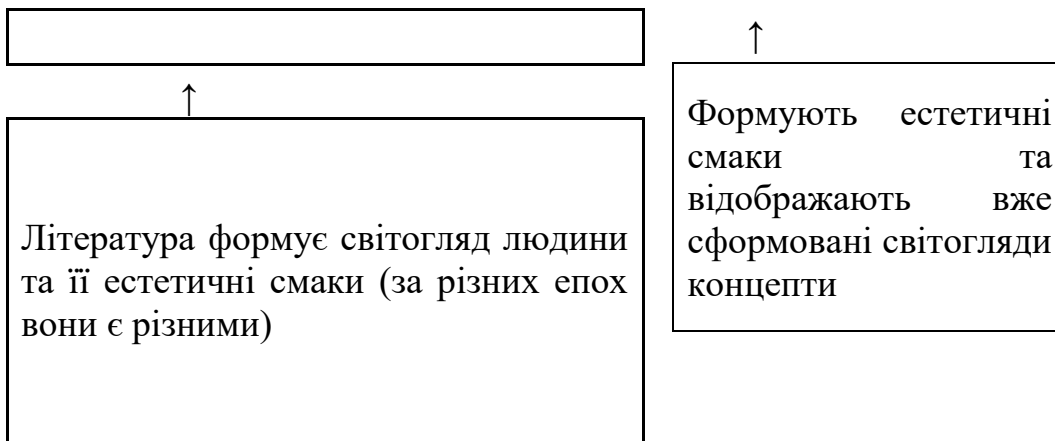 ↑
↑
Література формує світогляд людини
та її естетичні смаки (за різних епох
вони є різними)
Формують естетичні
смаки та
відображають вже
сформовані світогляди
концепти